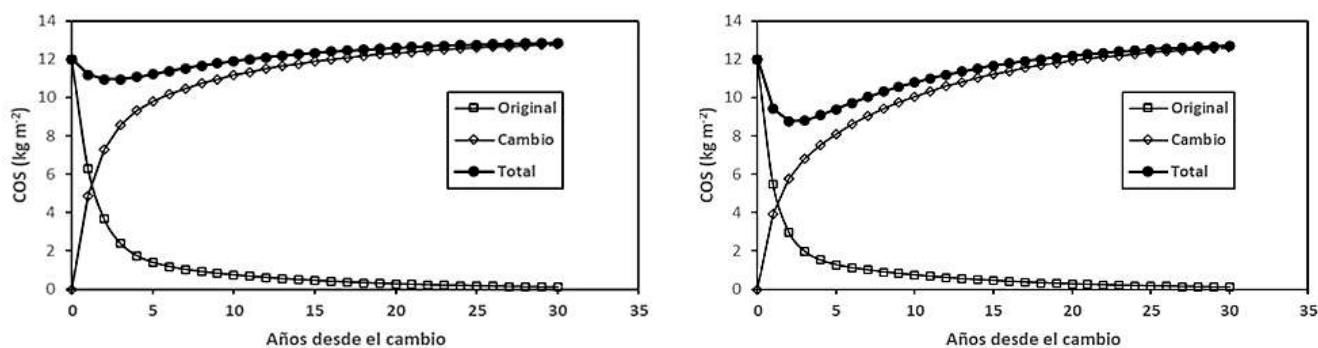 14
12
10
8
6
4
2
0
COS (kg m⁻²)
Original
Cambio
Total
0 5 10 15 20 25 30 35
Años desde el cambio
14
12
10
8
6
4
2
0
COS (kg m⁻²)
Original
Cambio
Total
0 5 10 15 20 25 30 35
Años desde el cambio